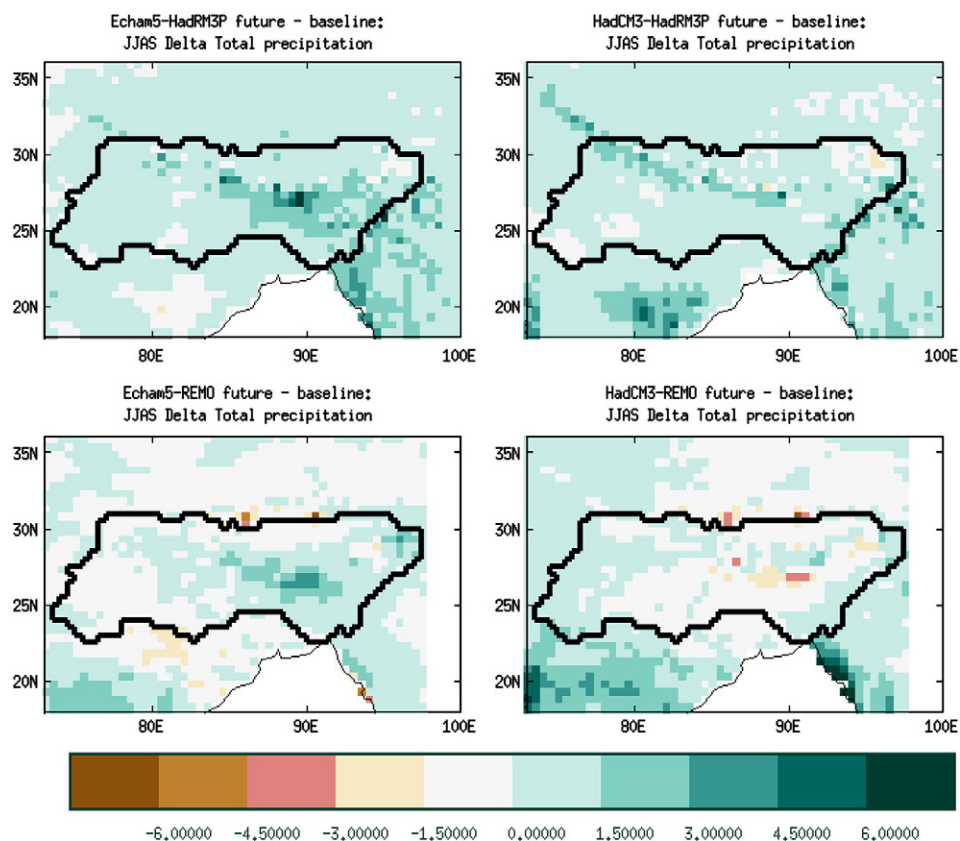 Echam5-HadRM3P future - baseline:
JJAS Delta Total precipitation
HadCM3-HadRM3P future - baseline:
JJAS Delta Total precipitation
35N
30N
25N
20N
80E 90E 100E
35N
30N
25N
20N
80E 90E 100E
Echam5-REMO future - baseline:
JJAS Delta Total precipitation
HadCM3-REMO future - baseline:
JJAS Delta Total precipitation
35N
30N
25N
20N
80E 90E 100E
35N
30N
25N
20N
80E 90E 100E
-6.00000 -4.50000 -3.00000 -1.50000 0.00000 1.50000 3.00000 4.50000 6.00000